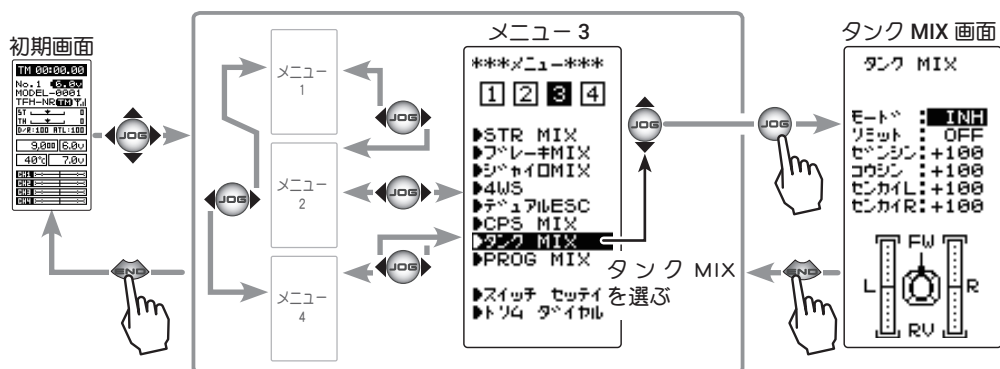 初期画面
TM 00:00.00
No.1 6.6V
MODEL-0001
TFH-NR TM
ST 0
TH 0
D/R:100 ATL:100
9,000 6.0V
40℃ 7.0V
CH1
CH2
CH3
CH4
JOG
END
メニュー
1
メニュー
2
メニュー
4
JOG
JOG
JOG
JOG
メニュー 3
***メニュー***
1 2 3 4
▶STR MIX
▶ブレーキMIX
▶ジャイロMIX
▶4WS
▶デュアルESC
▶CPS MIX
▶タンク MIX
▶PROG MIX
▶スイッチ セッテイ
▶トリム ダイヤル
タンク MIX
を選ぶ
JOG
JOG
END
タンク MIX 画面
タンク MIX
モード:INH
リミット:OFF
ゼンシン:+100
コウシン:+100
センカイL:+100
センカイR:+100
FW
L R
RV